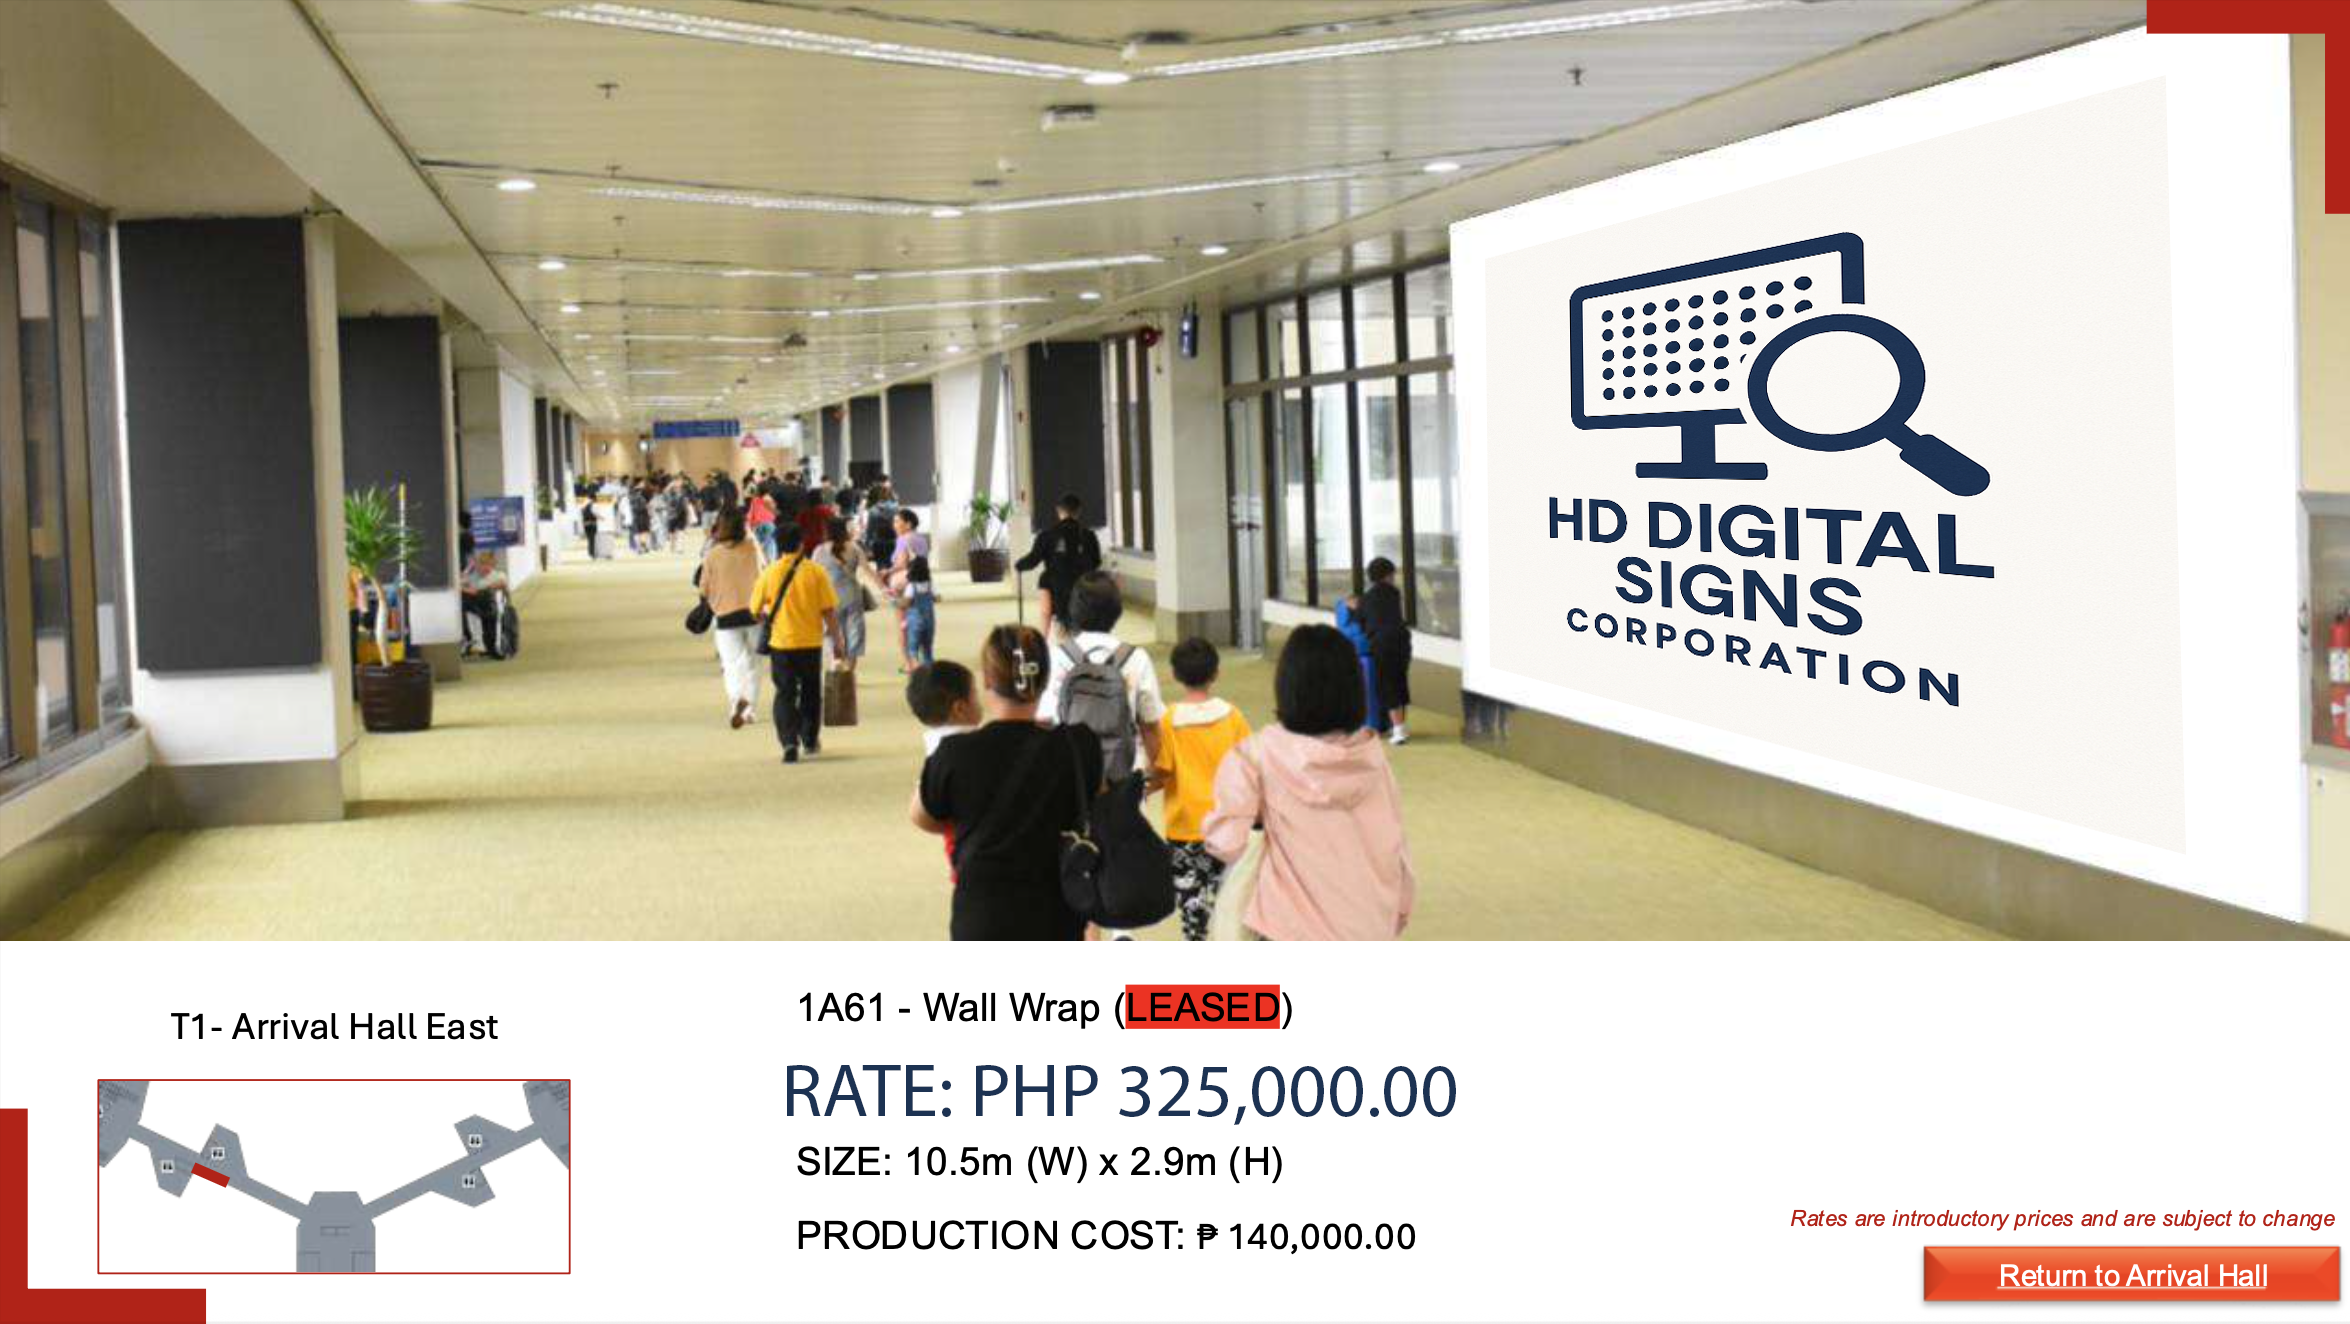 HD DIGITAL
SIGNS
CORPORATION
T1- Arrival Hall East
1A61 - Wall Wrap (LEASED)
RATE: PHP 325,000.00
SIZE: 10.5m (W) x 2.9m (H)
PRODUCTION COST: ₱ 140,000.00
Rates are introductory prices and are subject to change
Return to Arrival Hall